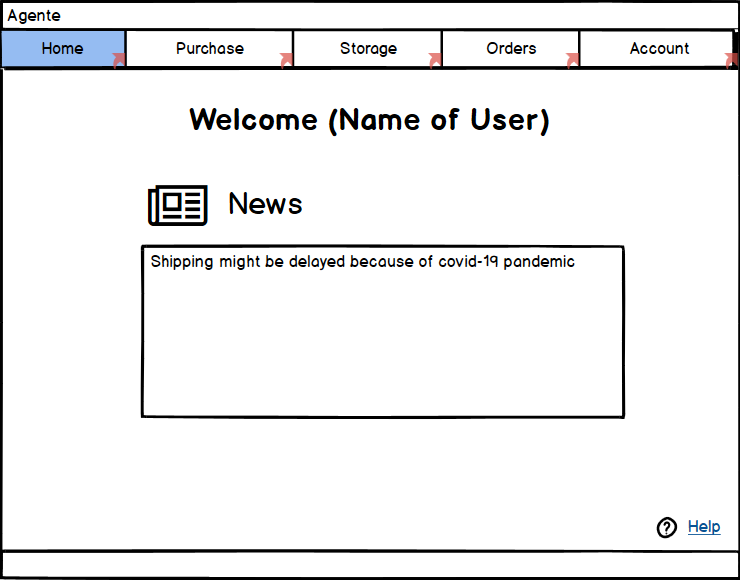 Agente
Home Purchase Storage Orders Account
Welcome (Name of User)
News
Shipping might be delayed because of covid-19 pandemic
? Help